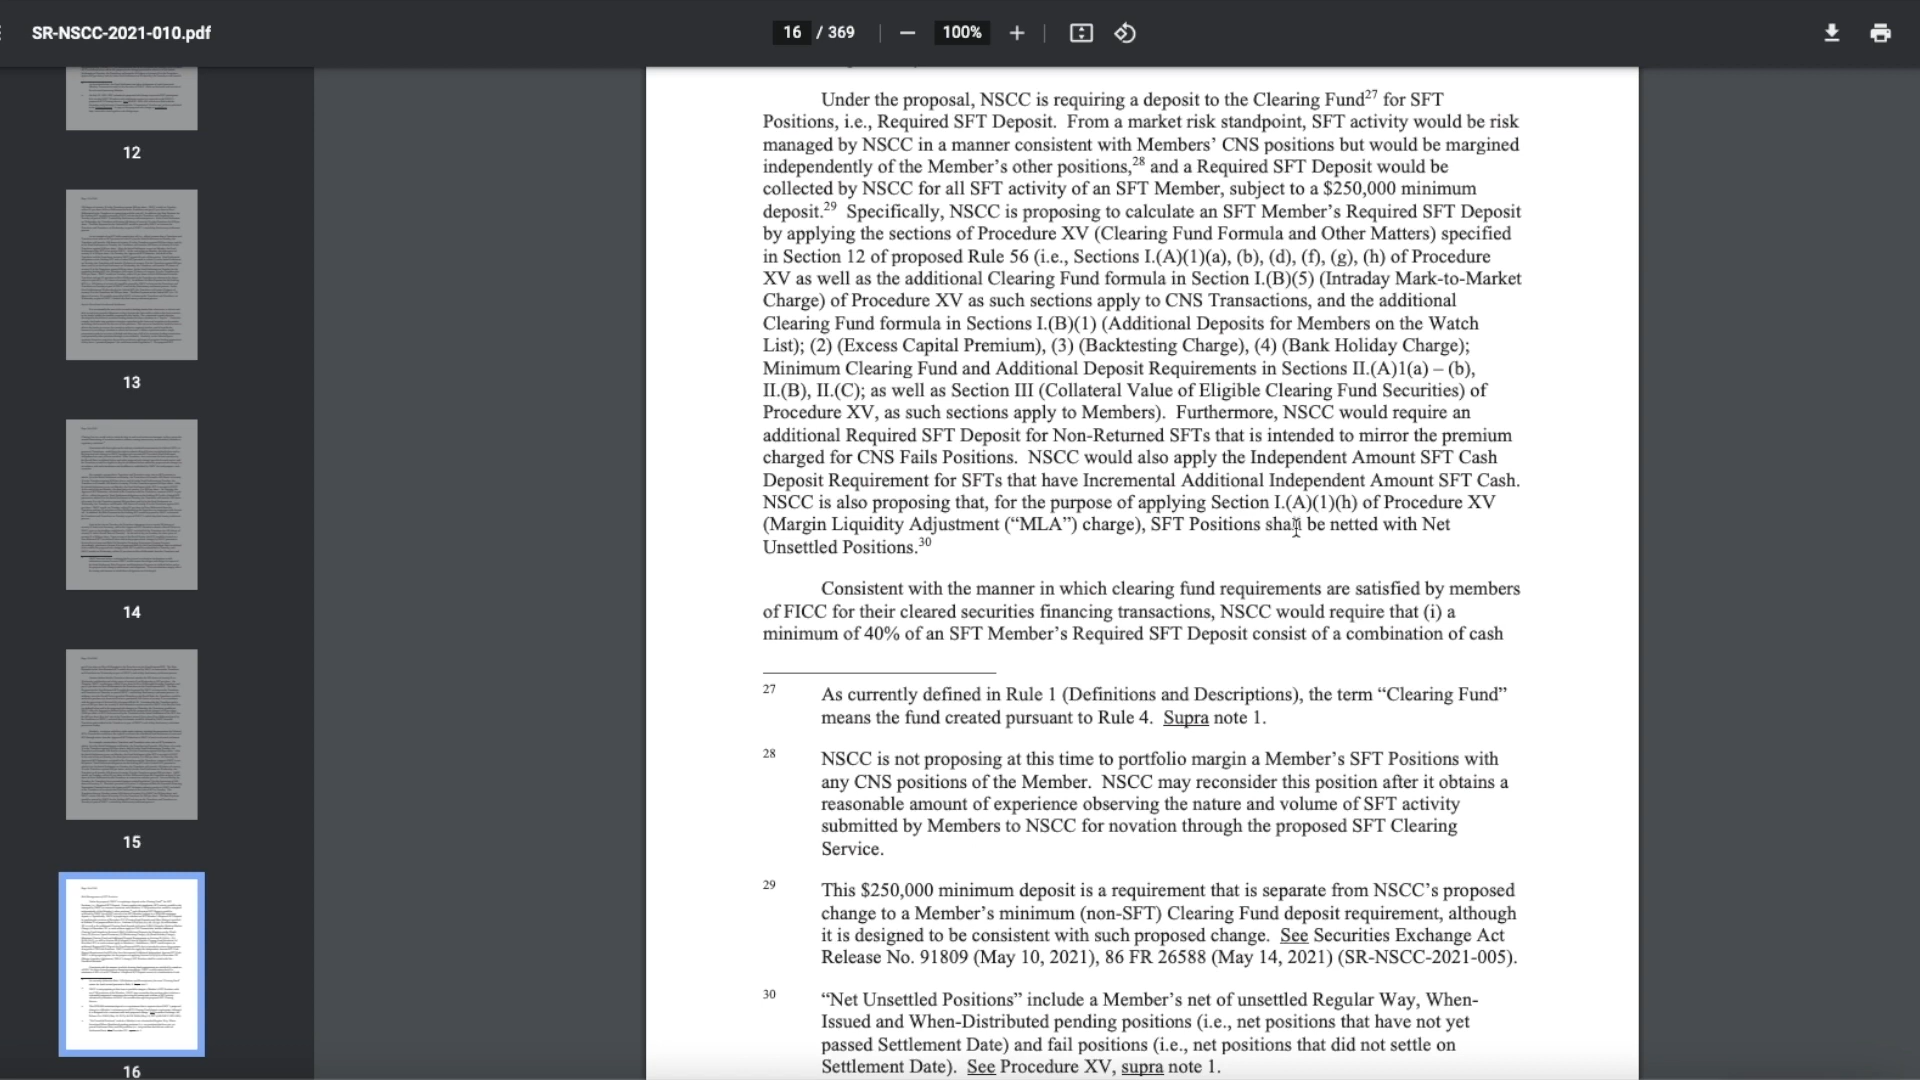 SR-NSCC-2021-010.pdf
16 / 369
100%
12
13
14
15
16
Under the proposal, NSCC is requiring a deposit to the Clearing Fund27 for SFT
Positions, i.e., Required SFT Deposit. From a market risk standpoint, SFT activity would be risk
managed by NSCC in a manner consistent with Members’ CNS positions but would be margined
independently of the Member’s other positions,28 and a Required SFT Deposit would be
collected by NSCC for all SFT activity of an SFT Member, subject to a $250,000 minimum
deposit.29 Specifically, NSCC is proposing to calculate an SFT Member’s Required SFT Deposit
by applying the sections of Procedure XV (Clearing Fund Formula and Other Matters) specified
in Section 12 of proposed Rule 56 (i.e., Sections I.(A)(1)(a), (b), (d), (f), (g), (h) of Procedure
XV as well as the additional Clearing Fund formula in Section I.(B)(5) (Intraday Mark-to-Market
Charge) of Procedure XV as such sections apply to CNS Transactions, and the additional
Clearing Fund formula in Sections I.(B)(1) (Additional Deposits for Members on the Watch
List); (2) (Excess Capital Premium), (3) (Backtesting Charge), (4) (Bank Holiday Charge);
Minimum Clearing Fund and Additional Deposit Requirements in Sections II.(A)1(a) – (b),
II.(B), II.(C); as well as Section III (Collateral Value of Eligible Clearing Fund Securities) of
Procedure XV, as such sections apply to Members). Furthermore, NSCC would require an
additional Required SFT Deposit for Non-Returned SFTs that is intended to mirror the premium
charged for CNS Fails Positions. NSCC would also apply the Independent Amount SFT Cash
Deposit Requirement for SFTs that have Incremental Additional Independent Amount SFT Cash.
NSCC is also proposing that, for the purpose of applying Section I.(A)(1)(h) of Procedure XV
(Margin Liquidity Adjustment (“MLA”) charge), SFT Positions shall be netted with Net
Unsettled Positions.30
Consistent with the manner in which clearing fund requirements are satisfied by members
of FICC for their cleared securities financing transactions, NSCC would require that (i) a
minimum of 40% of an SFT Member’s Required SFT Deposit consist of a combination of cash
27 As currently defined in Rule 1 (Definitions and Descriptions), the term “Clearing Fund”
means the fund created pursuant to Rule 4. Supra note 1.
28 NSCC is not proposing at this time to portfolio margin a Member’s SFT Positions with
any CNS positions of the Member. NSCC may reconsider this position after it obtains a
reasonable amount of experience observing the nature and volume of SFT activity
submitted by Members to NSCC for novation through the proposed SFT Clearing
Service.
29 This $250,000 minimum deposit is a requirement that is separate from NSCC’s proposed
change to a Member’s minimum (non-SFT) Clearing Fund deposit requirement, although
it is designed to be consistent with such proposed change. See Securities Exchange Act
Release No. 91809 (May 10, 2021), 86 FR 26588 (May 14, 2021) (SR-NSCC-2021-005).
30 “Net Unsettled Positions” include a Member’s net of unsettled Regular Way, When-
Issued and When-Distributed pending positions (i.e., net positions that have not yet
passed Settlement Date) and fail positions (i.e., net positions that did not settle on
Settlement Date). See Procedure XV, supra note 1.